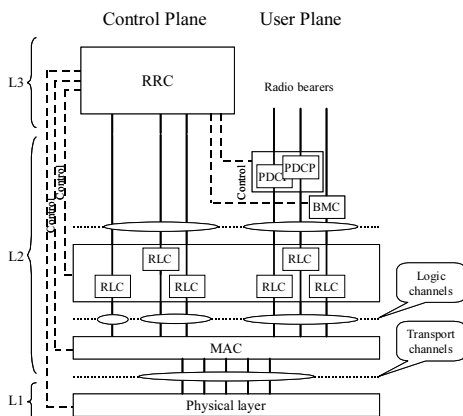 Control Plane
User Plane
L3
RRC
Radio bearers
Control
Control
Control
PDCP
PDCP
BMC
L2
RLC
RLC
RLC
RLC
RLC
RLC
Logic channels
MAC
Transport channels
L1
Physical layer